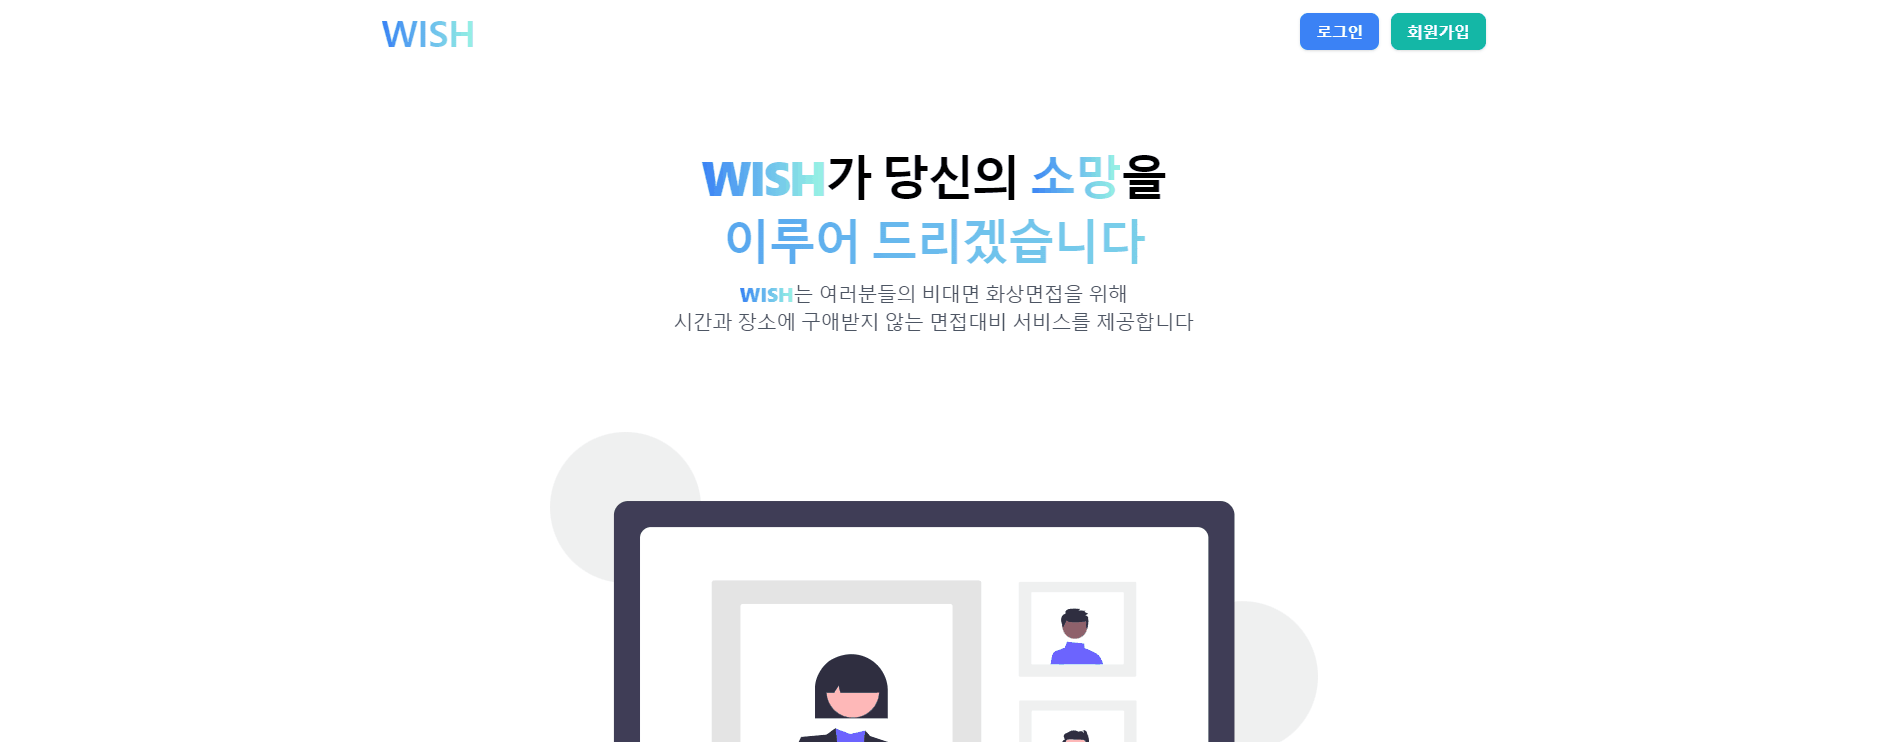 WISH
로그인
회원가입
WISH가 당신의 소망을
이루어 드리겠습니다
WISH는 여러분들의 비대면 화상면접을 위해
시간과 장소에 구애받지 않는 면접대비 서비스를 제공합니다